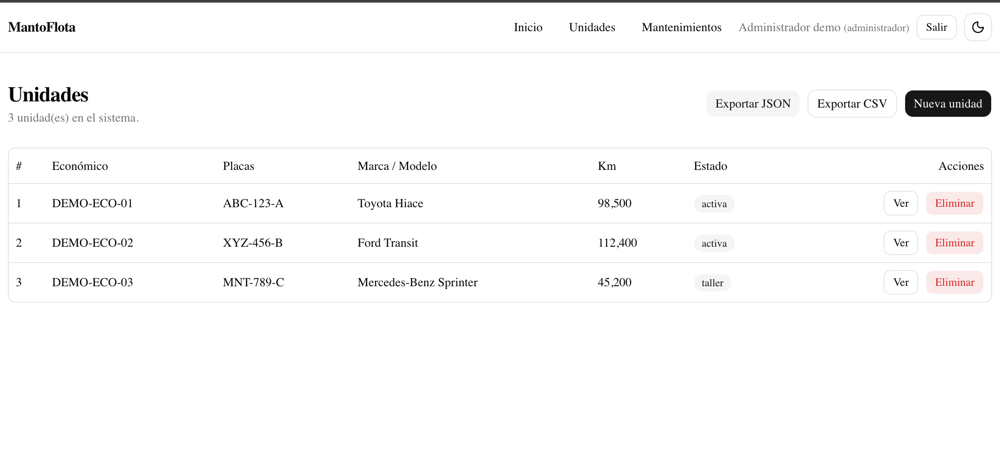 MantoFlota Inicio Unidades Mantenimientos Administrador demo (administrador) Salir
Unidades
3 unidad(es) en el sistema.
Exportar JSON Exportar CSV Nueva unidad
# Económico Placas Marca / Modelo Km Estado Acciones
1 DEMO-ECO-01 ABC-123-A Toyota Hiace 98,500 activa Ver Eliminar
2 DEMO-ECO-02 XYZ-456-B Ford Transit 112,400 activa Ver Eliminar
3 DEMO-ECO-03 MNT-789-C Mercedes-Benz Sprinter 45,200 taller Ver Eliminar